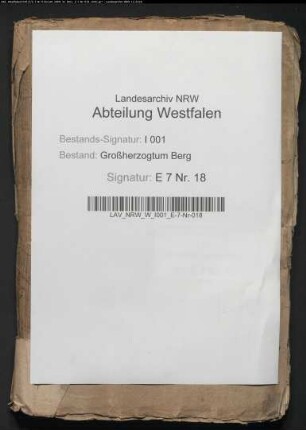 Landesarchiv NRW
Abteilung Westfalen
Bestands-Signatur: I 001
Bestand: Großherzogtum Berg
Signatur: E 7 Nr. 18
LAV_NRW_W_I001_E-7-Nr-018